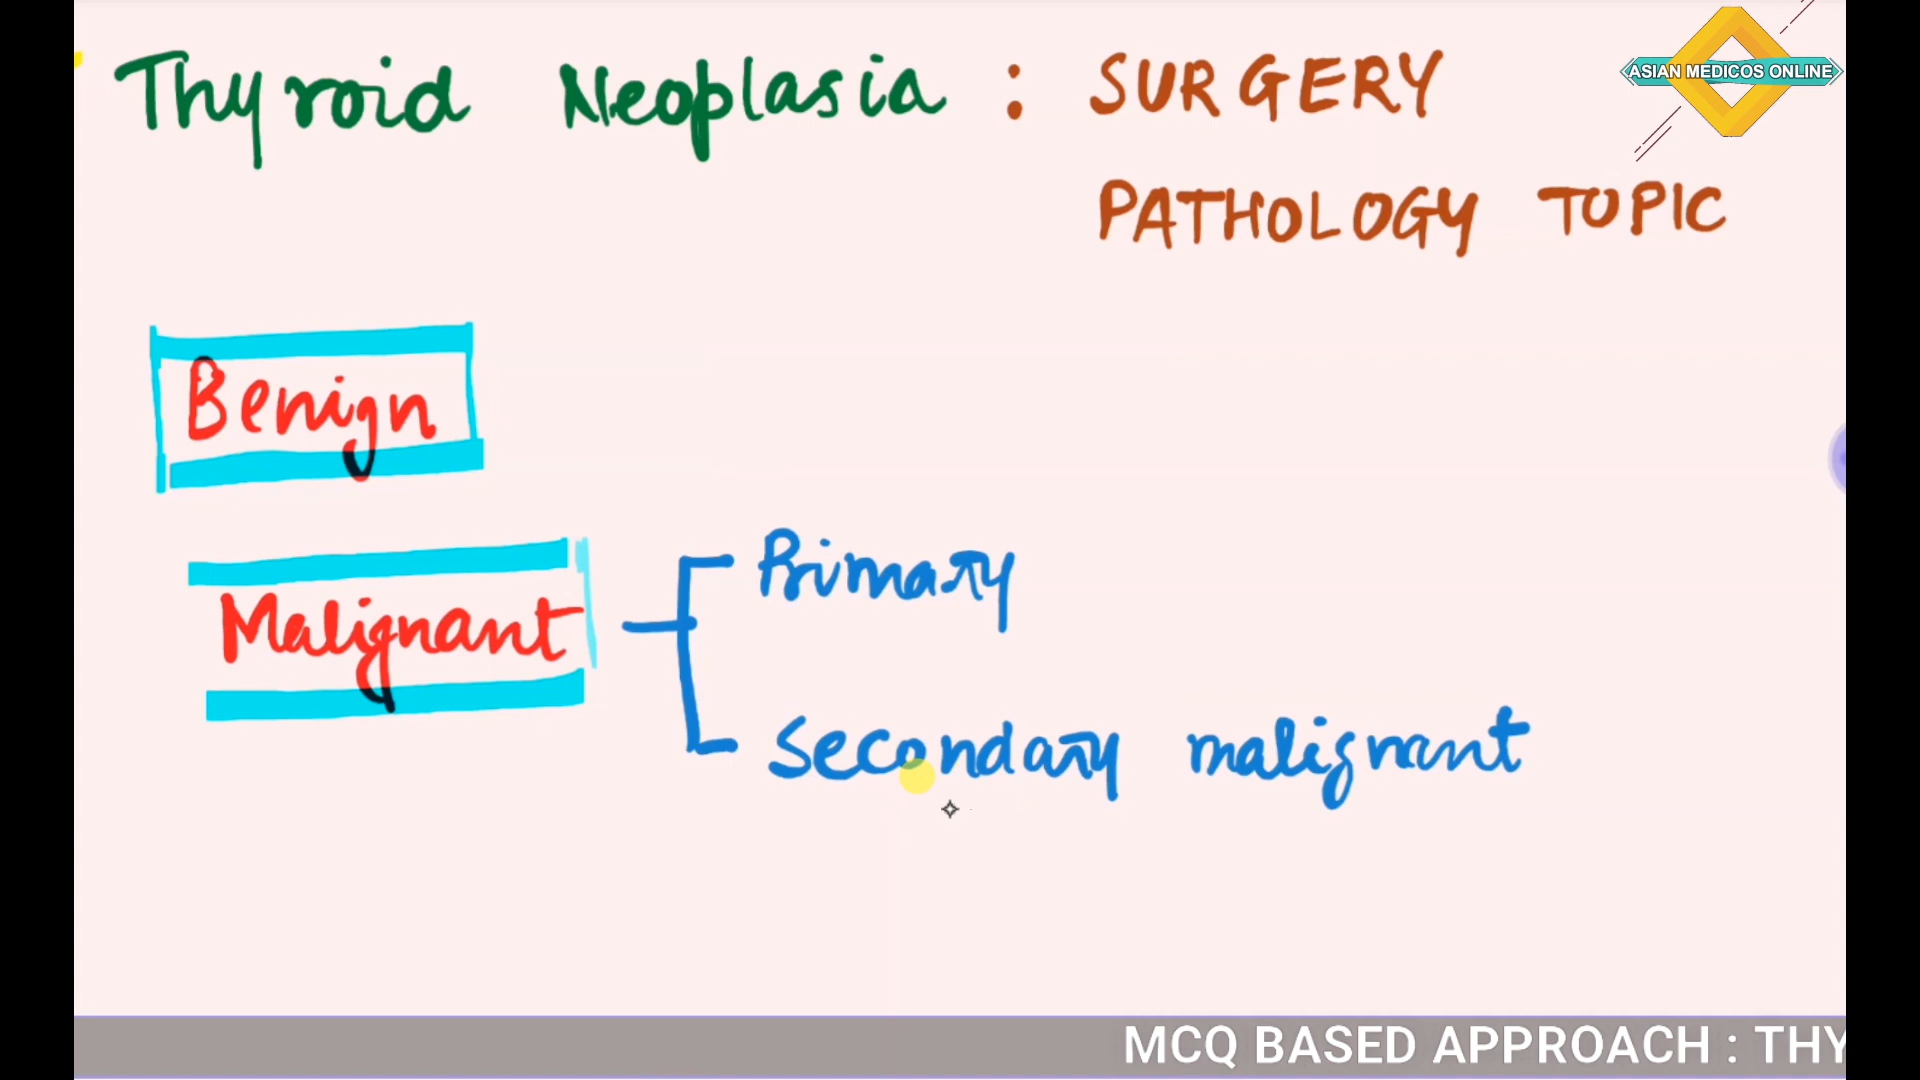 Thyroid Neoplasia : SURGERY
ASIAN MEDICOS ONLINE
PATHOLOGY TOPIC
Benign
Malignant
Primary
Secondary malignant
MCQ BASED APPROACH : THY